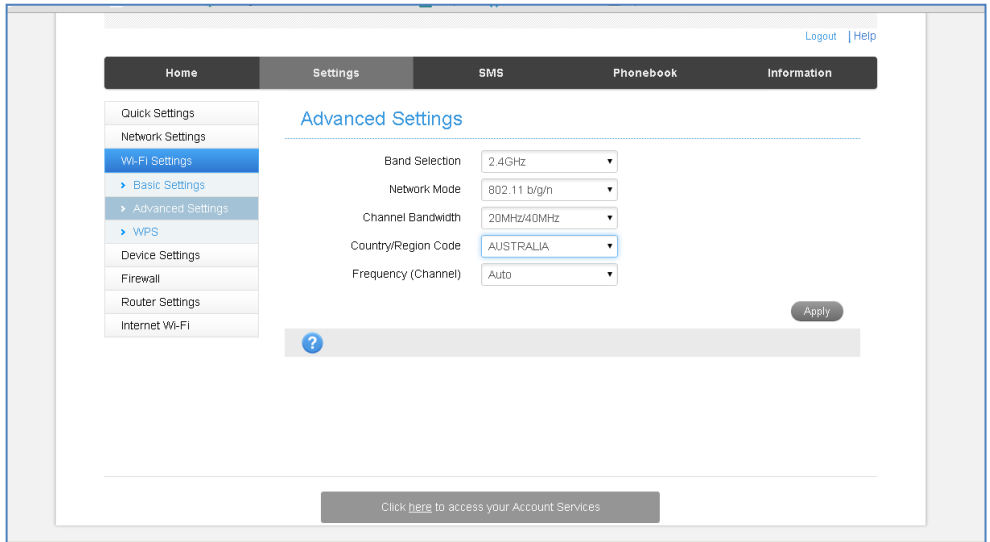 Logout | Help
Home Settings SMS Phonebook Information
Quick Settings
Network Settings
Wi-Fi Settings
Basic Settings
Advanced Settings
WPS
Device Settings
Firewall
Router Settings
Internet Wi-Fi
Advanced Settings
Band Selection 2.4GHz
Network Mode 802.11 b/g/n
Channel Bandwidth 20MHz/40MHz
Country/Region Code AUSTRALIA
Frequency (Channel) Auto
Apply
?
Click here to access your Account Services